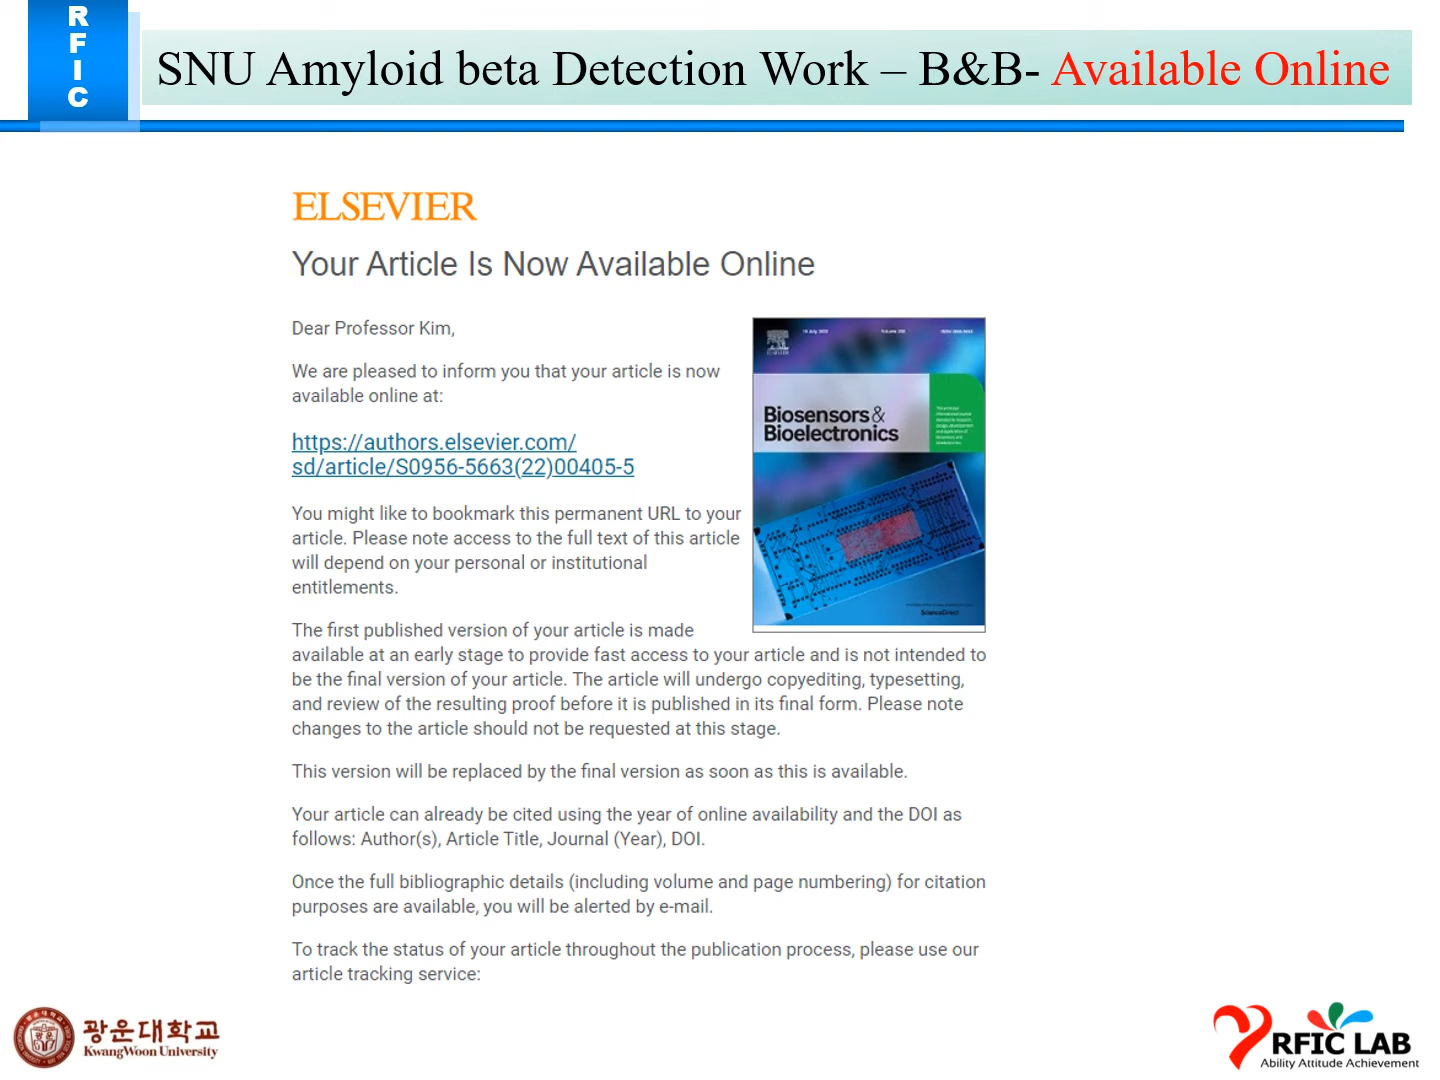 R
F
I
C
SNU Amyloid beta Detection Work – B&B- Available Online
ELSEVIER
Your Article Is Now Available Online
Dear Professor Kim,
We are pleased to inform you that your article is now
available online at:
https://authors.elsevier.com/
sd/article/S0956-5663(22)00405-5
You might like to bookmark this permanent URL to your
article. Please note access to the full text of this article
will depend on your personal or institutional
entitlements.
Biosensors &
Bioelectronics
ScienceDirect
The first published version of your article is made
available at an early stage to provide fast access to your article and is not intended to
be the final version of your article. The article will undergo copyediting, typesetting,
and review of the resulting proof before it is published in its final form. Please note
changes to the article should not be requested at this stage.
This version will be replaced by the final version as soon as this is available.
Your article can already be cited using the year of online availability and the DOI as
follows: Author(s), Article Title, Journal (Year), DOI.
Once the full bibliographic details (including volume and page numbering) for citation
purposes are available, you will be alerted by e-mail.
To track the status of your article throughout the publication process, please use our
article tracking service:
광운대학교
KwangWoon University
RFIC LAB
Ability Attitude Achievement